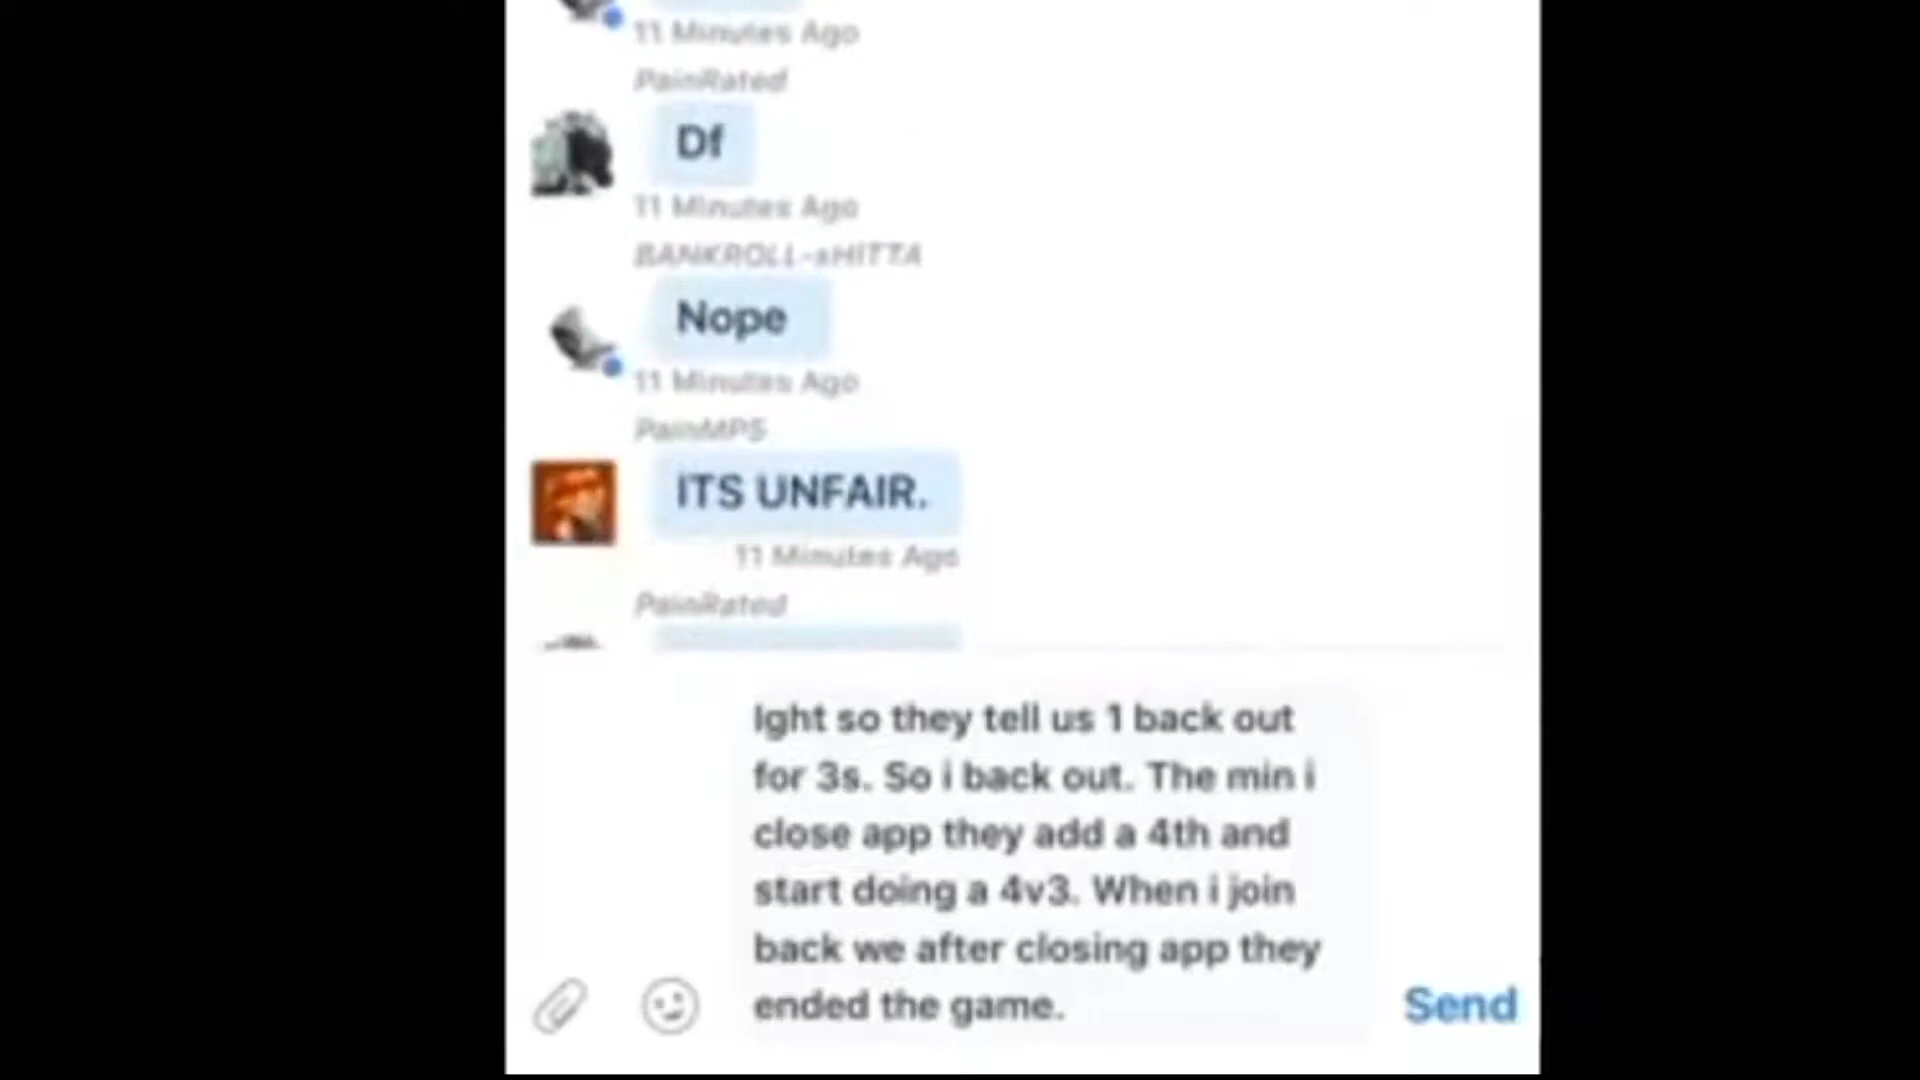 11 Minutes Ago
PainRated
Df
11 Minutes Ago
BANKROLL-xHITTA
Nope
11 Minutes Ago
PainMPS
ITS UNFAIR.
11 Minutes Ago
PainRated
Ight so they tell us 1 back out
for 3s. So i back out. The min i
close app they add a 4th and
start doing a 4v3. When i join
back we after closing app they
ended the game.
Send